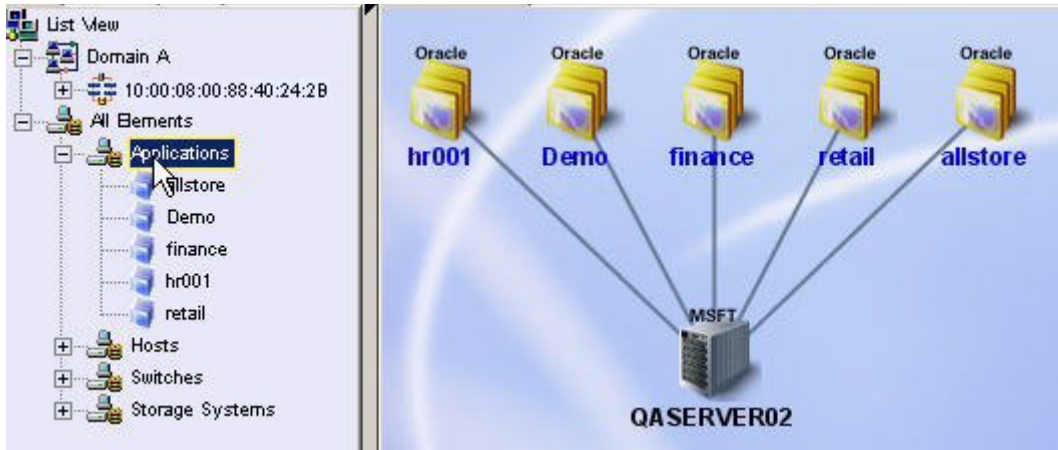 List View
Domain A
10:00:08:00:88:40:24:2B
All Elements
Applications
allstore
Demo
finance
hr001
retail
Hosts
Switches
Storage Systems
Oracle Oracle Oracle Oracle Oracle
hr001 Demo finance retail allstore
MSFT
QASERVER02